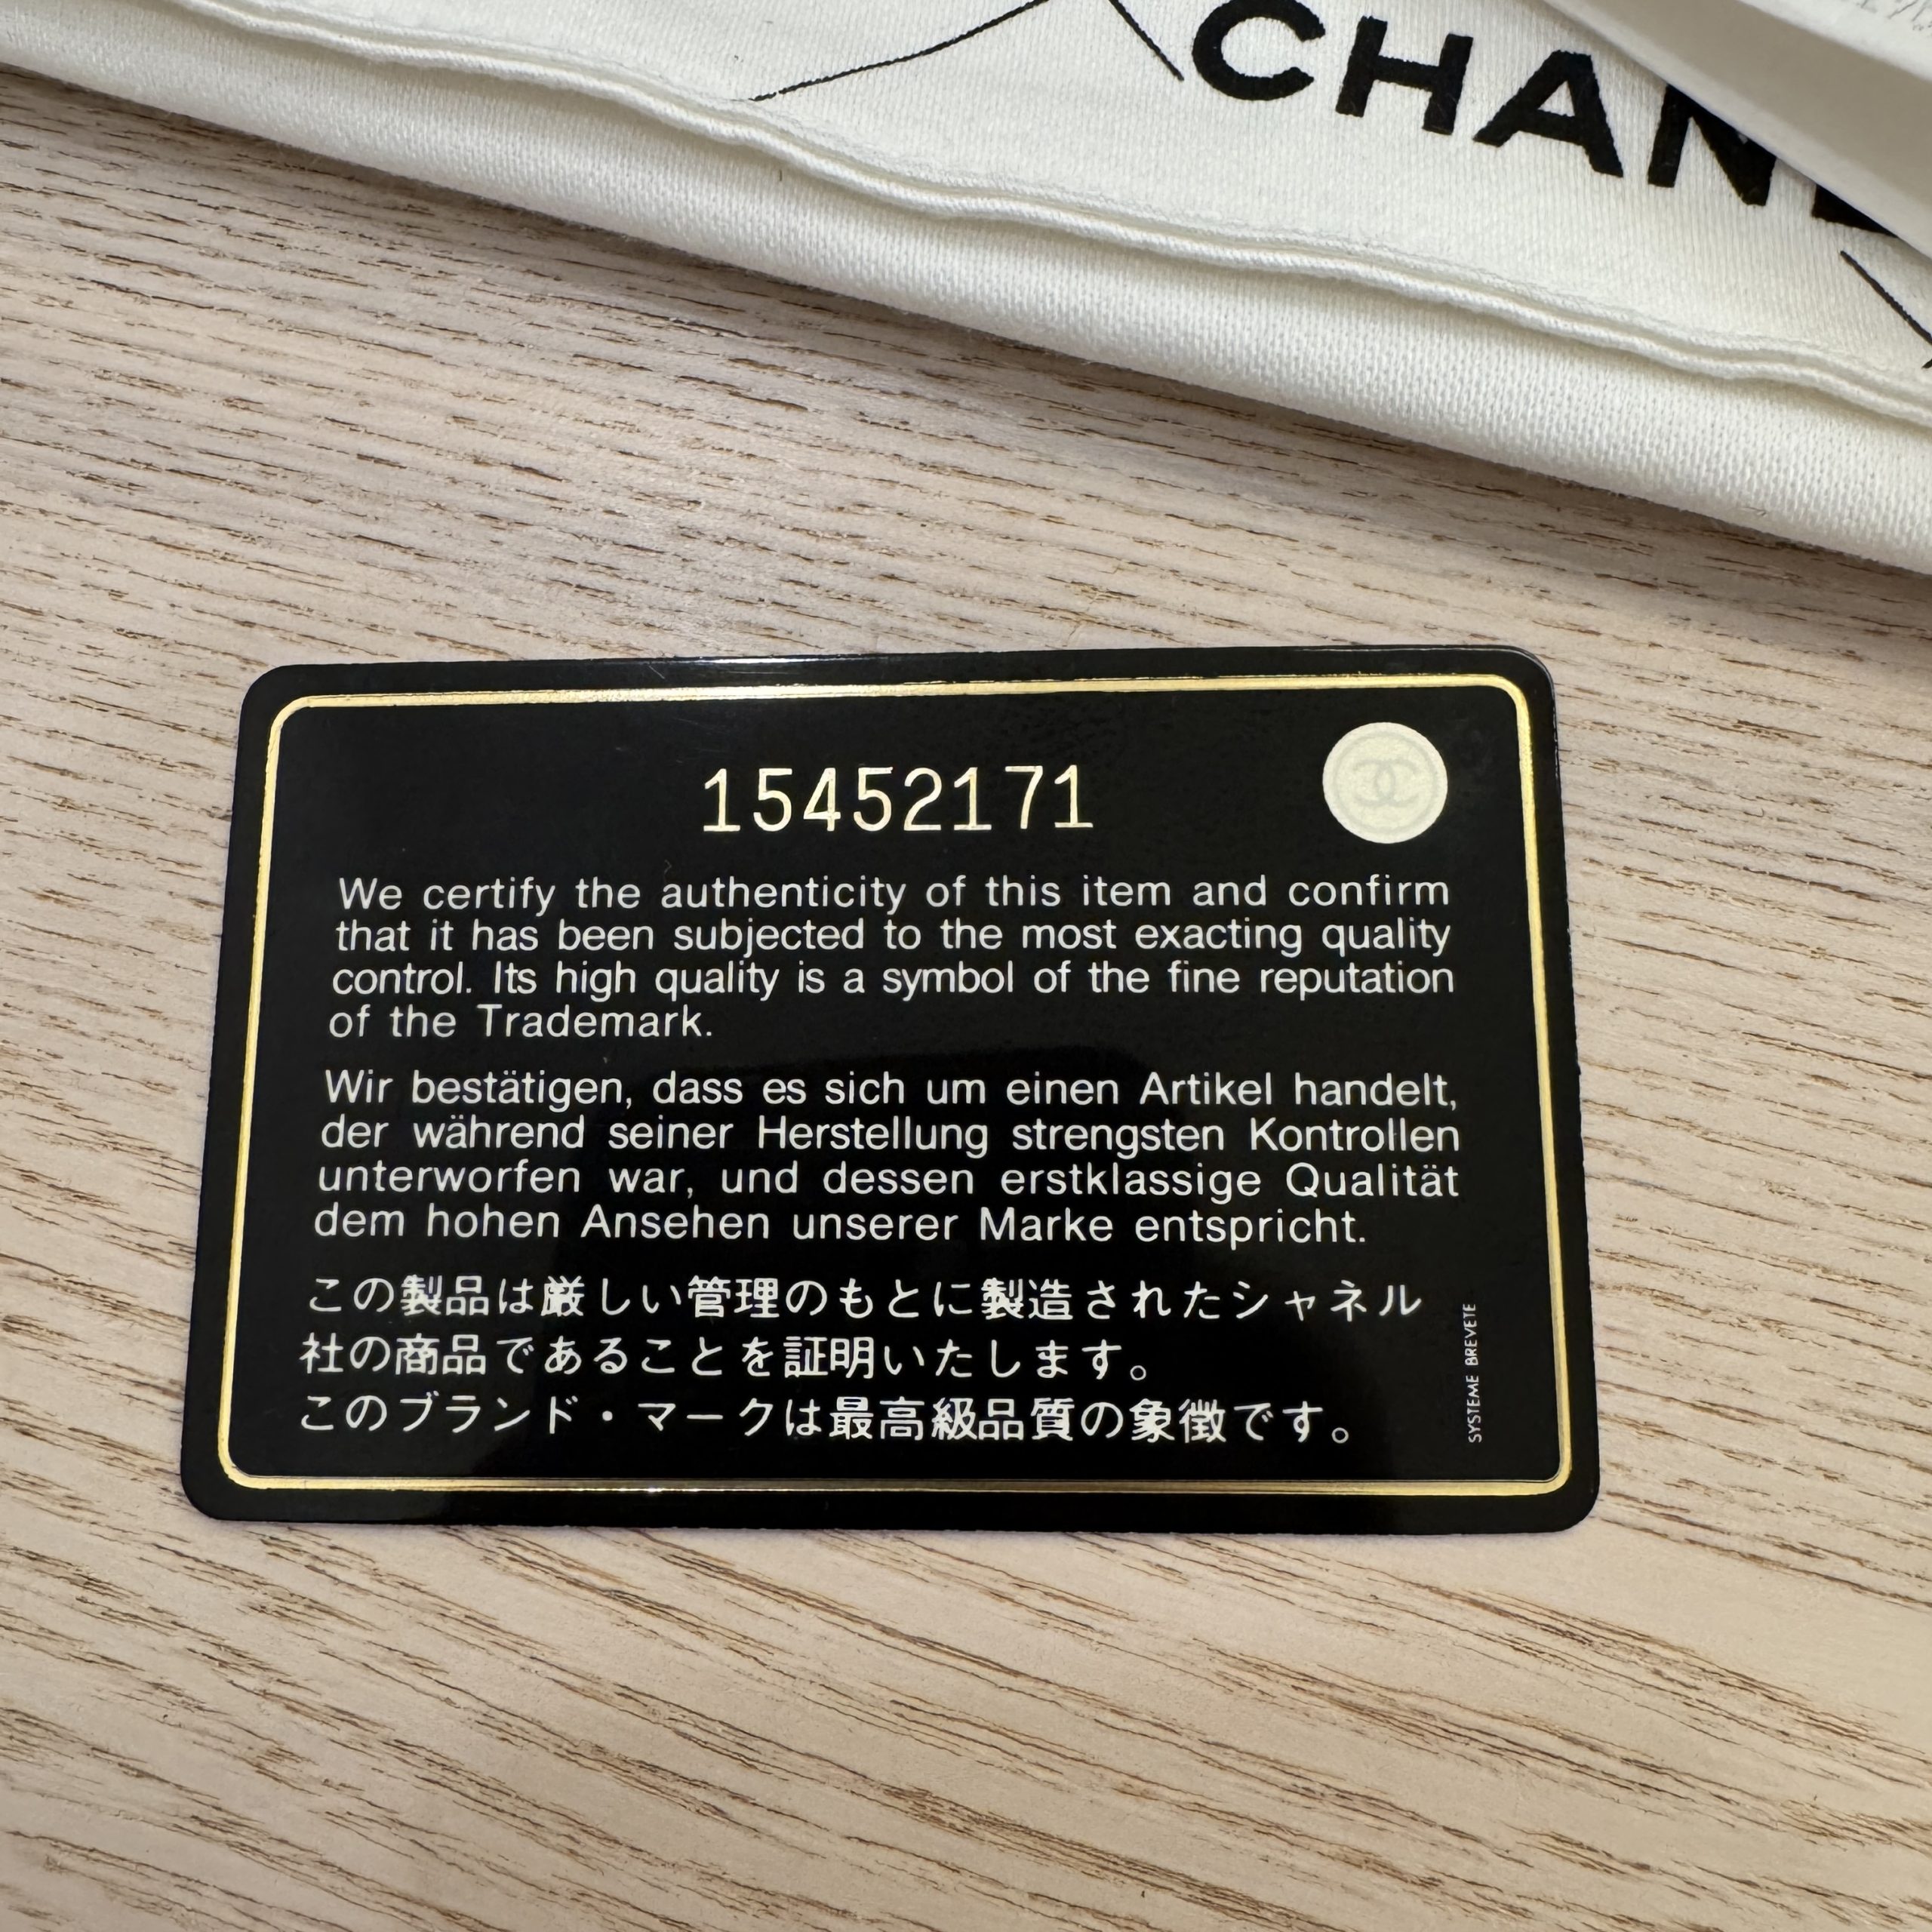 CHAN
15452171
We certify the authenticity of this item and confirm
that it has been subjected to the most exacting quality
control. Its high quality is a symbol of the fine reputation
of the Trademark.
Wir bestätigen, dass es sich um einen Artikel handelt,
der während seiner Herstellung strengsten Kontrollen
unterworfen war, und dessen erstklassige Qualität
dem hohen Ansehen unserer Marke entspricht.
この製品は厳しい管理のもとに製造されたシャネル
社の商品であることを証明いたします。
このブランド・マークは最高級品質の象徴です。
SYSTEME BREVETE